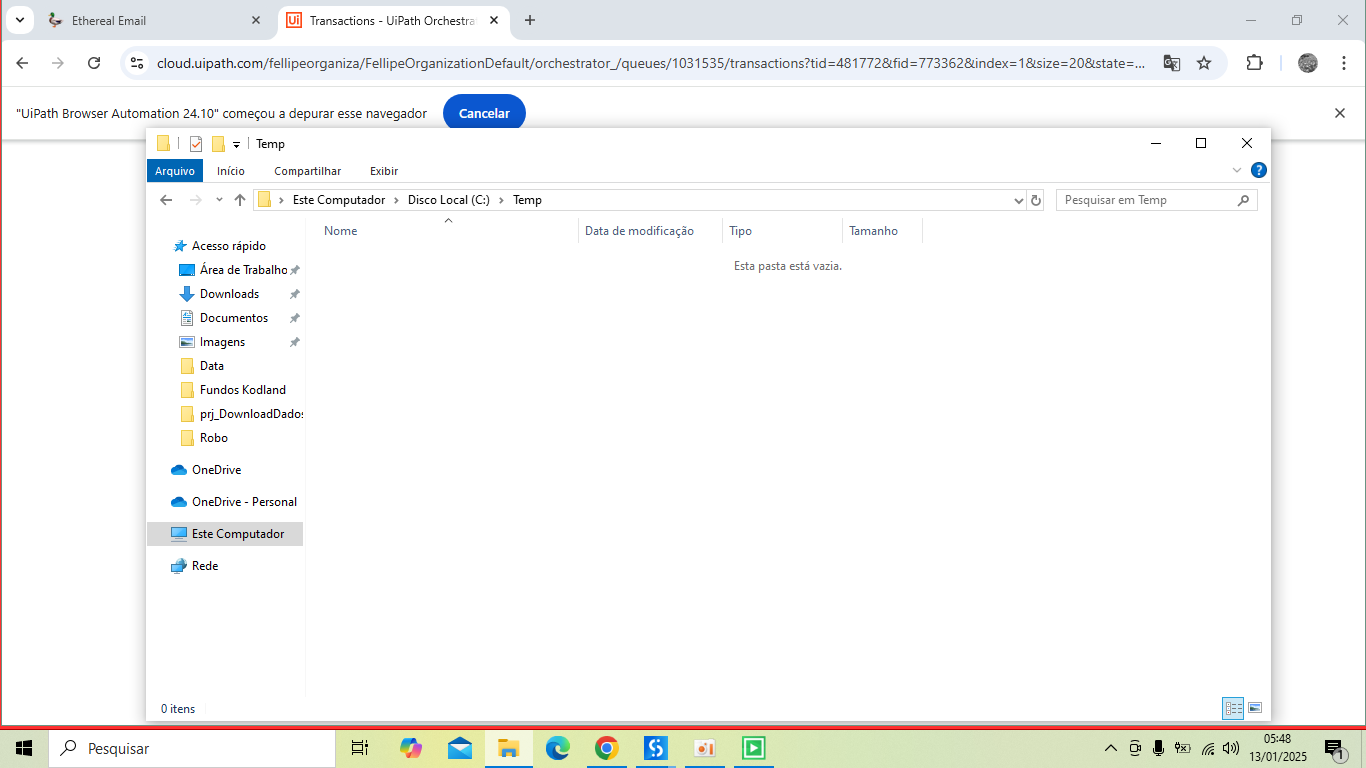 Ethereal Email
Transactions - UiPath Orchestra
cloud.uipath.com/fellipeorganiza/FellipeOrganizationDefault/orchestrator_/queues/1031535/transactions?tid=481772&fid=773362&index=1&size=20&state=...
"UiPath Browser Automation 24.10" começou a depurar esse navegador
Cancelar
Temp
Arquivo
Início
Compartilhar
Exibir
Este Computador
Disco Local (C:)
Temp
Pesquisar em Temp
Nome
Data de modificação
Tipo
Tamanho
Esta pasta está vazia.
Acesso rápido
Área de Trabalho
Downloads
Documentos
Imagens
Data
Fundos Kodland
prj_DownloadDados
Robo
OneDrive
OneDrive - Personal
Este Computador
Rede
0 itens
Pesquisar
05:48
13/01/2025
1